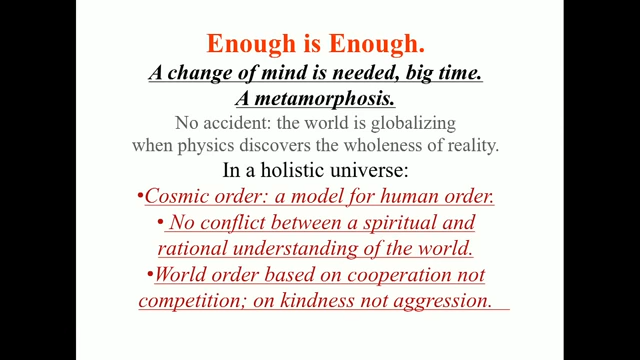 Enough is Enough.
A change of mind is needed, big time.
A metamorphosis.
No accident: the world is globalizing
when physics discovers the wholeness of reality.
In a holistic universe:
•Cosmic order: a model for human order.
• No conflict between a spiritual and
rational understanding of the world.
•World order based on cooperation not
competition; on kindness not aggression.